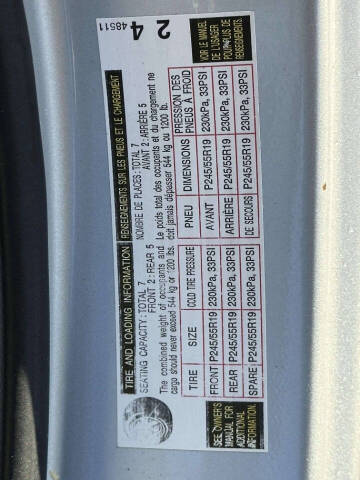 TIRE AND LOADING INFORMATION
SEATING CAPACITY: TOTAL 7
FRONT 2: REAR 5
The combined weight of occupants and
cargo should never exceed 544 kg or 1200 lbs.
TIRE SIZE COLD TIRE PRESSURE
FRONT P245/55R19 230kPa, 33PSI
REAR P245/55R19 230kPa, 33PSI
SPARE P245/55R19 230kPa, 33PSI
SEE OWNER'S
MANUAL FOR
ADDITIONAL
INFORMATION.
RENSEIGNEMENTS SUR LES PNEUS ET LE CHARGEMENT
NOMBRE DE PLACES: TOTAL 7
AVANT 2: ARRIÈRE 5
Le poids total des occupants et du chargement ne
doit jamais dépasser 544 kg ou 1200 lb.
PNEU DIMENSIONS PRESSION DES
PNEUS À FROID
AVANT P245/55R19 230kPa, 33PSI
ARRIÈRE P245/55R19 230kPa, 33PSI
DE SECOURS P245/55R19 230kPa, 33PSI
VOIR LE MANUEL
DE L'USAGER
POUR PLUS DE
RENSEIGNEMENTS.
2 4 48511